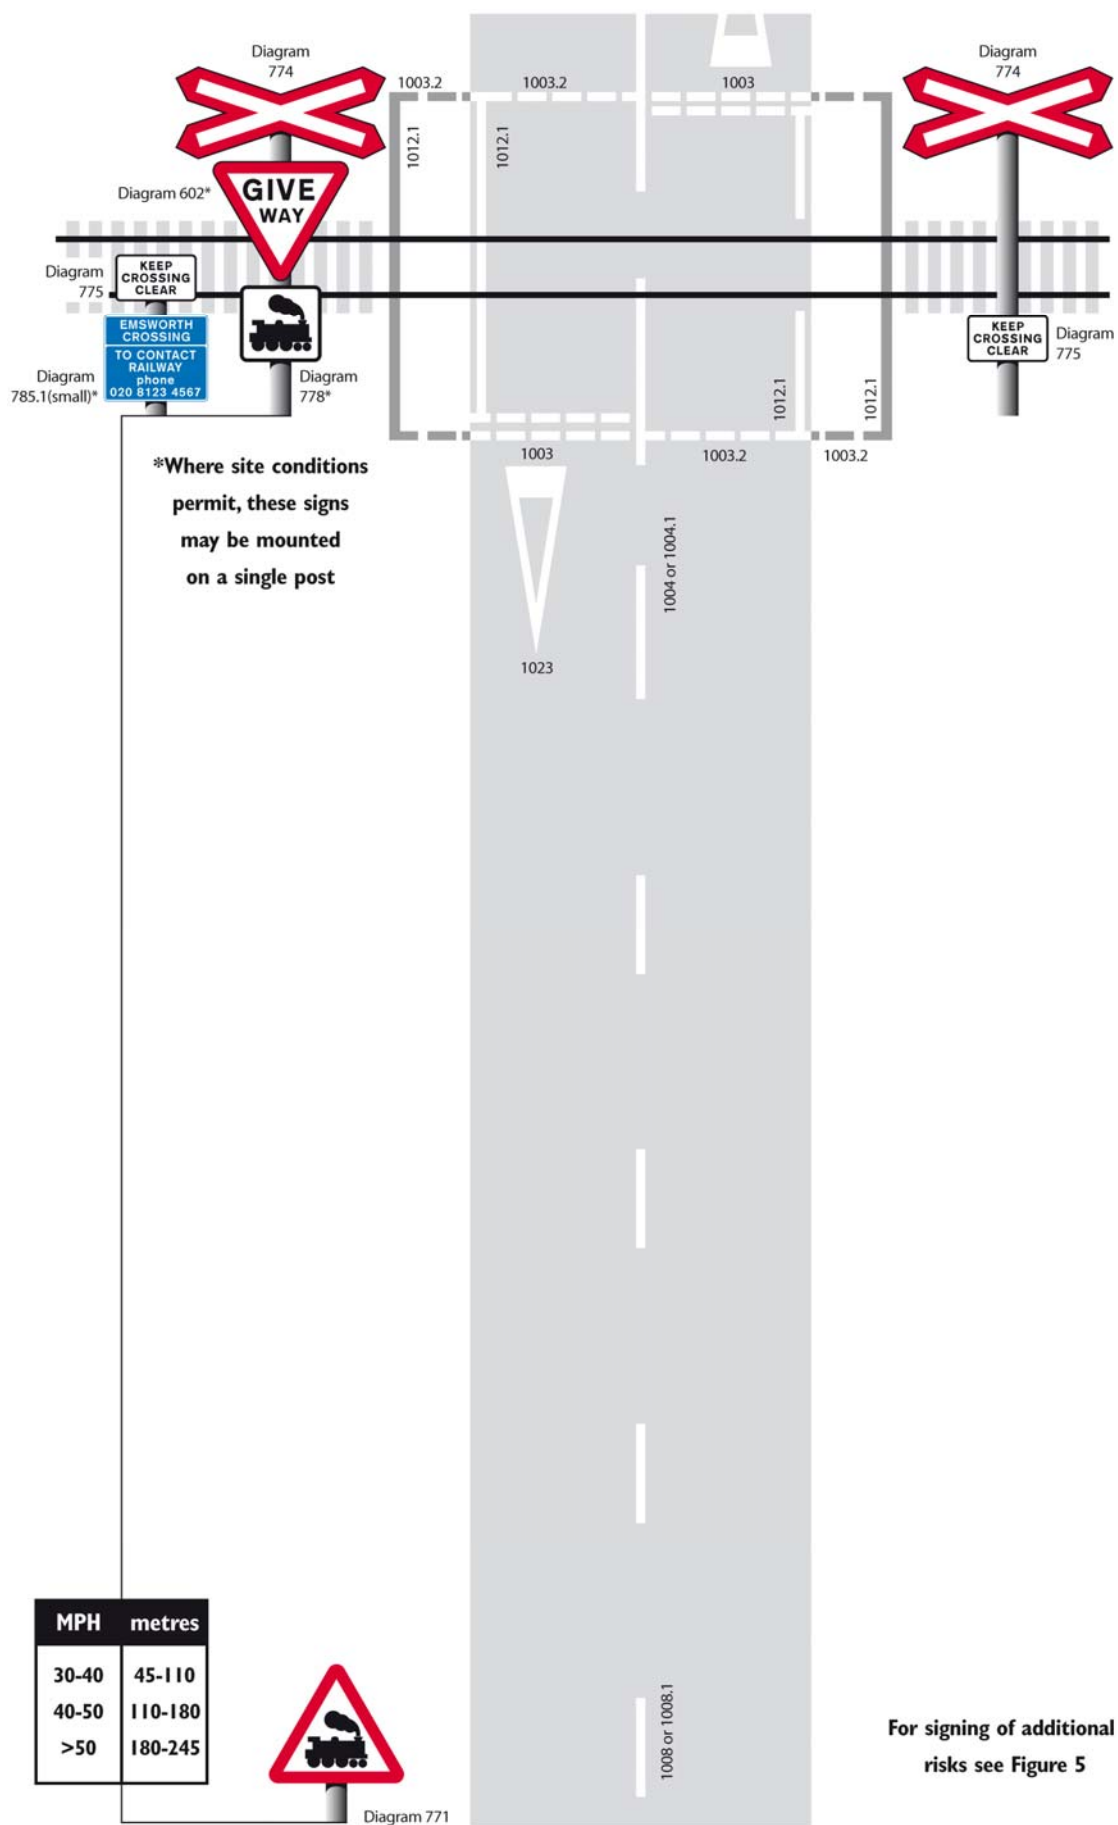 Diagram
774
Diagram
774
1003.2
1003.2
1003
1012.1
1012.1
Diagram 602*
GIVE
WAY
Diagram
775
KEEP
CROSSING
CLEAR
EMSWORTH
CROSSING
TO CONTACT
RAILWAY
phone
020 8123 4567
Diagram
785.1(small)*
Diagram
778*
KEEP
CROSSING
CLEAR
Diagram
775
1012.1
1012.1
1003
1003.2
1003.2
*Where site conditions
permit, these signs
may be mounted
on a single post
1004 or 1004.1
1023
MPH metres
30-40 45-110
40-50 110-180
>50 180-245
Diagram 771
1008 or 1008.1
For signing of additional
risks see Figure 5